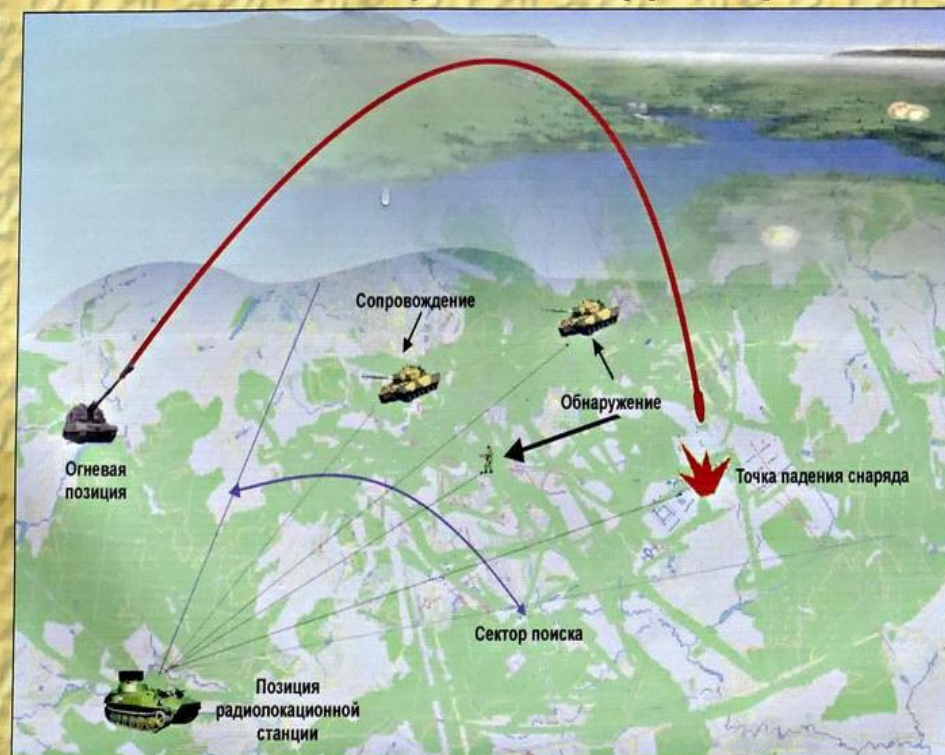 Сопровождение
Обнаружение
Огневая
позиция
Точка падения снаряда
Сектор поиска
Позиция
радиолокационной
станции